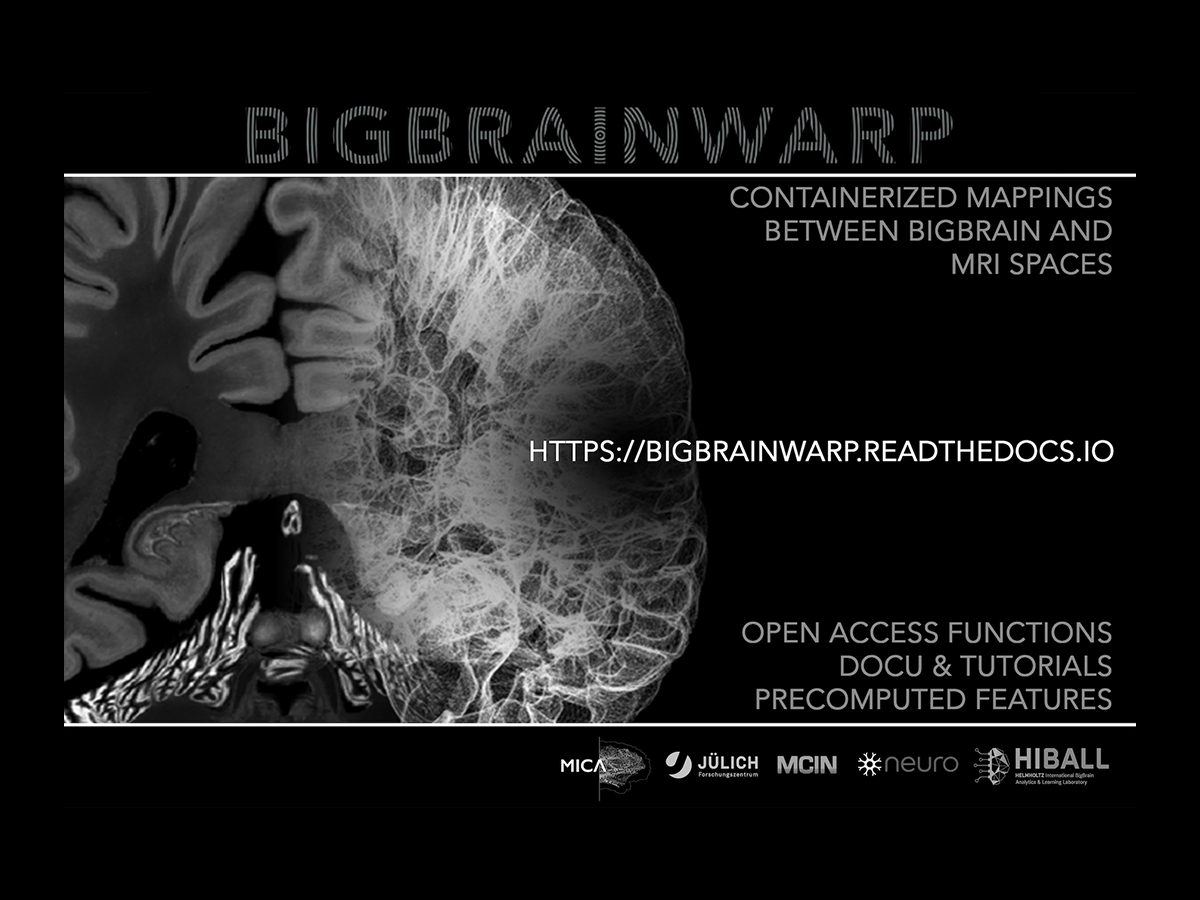 BIGBRAINWARP
CONTAINERIZED MAPPINGS
BETWEEN BIGBRAIN AND
MRI SPACES
HTTPS://BIGBRAINWARP.READTHEDOCS.IO
OPEN ACCESS FUNCTIONS
DOCU & TUTORIALS
PRECOMPUTED FEATURES
MICA
JÜLICH
Forschungszentrum
MCIN
neuro
HIBALL
HELMHOLTZ International BigBrain
Analytics & Learning Laboratory